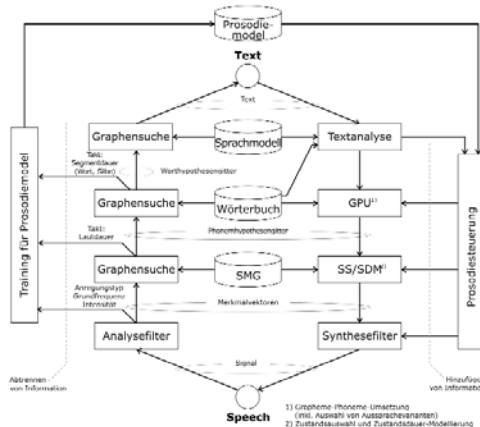 Prosodie-
model
Text
Text
Graphensuche
Sprachmodell
Textanalyse
Takt:
Segmentdauer
(Wort, Silbe)
Worthypothesengitter
Graphensuche
Wörterbuch
GPU1)
Phonemhypothesengitter
Takt:
Lautdauer
Graphensuche
SMG
SS/SDM2)
Anregungstyp
Grundfrequenz
Intensität
Merkmalvektoren
Analysefilter
Synthesefilter
Signal
Training für Prosodiemodel
Prosodiesteuerung
Abtrennen
von Information
Hinzufüge
von Informatio
Speech
1) Grapheme-Phoneme-Umsetzung
(inkl. Auswahl von Aussprachevarianten)
2) Zustandsauswahl und Zustandsdauer-Modellierung